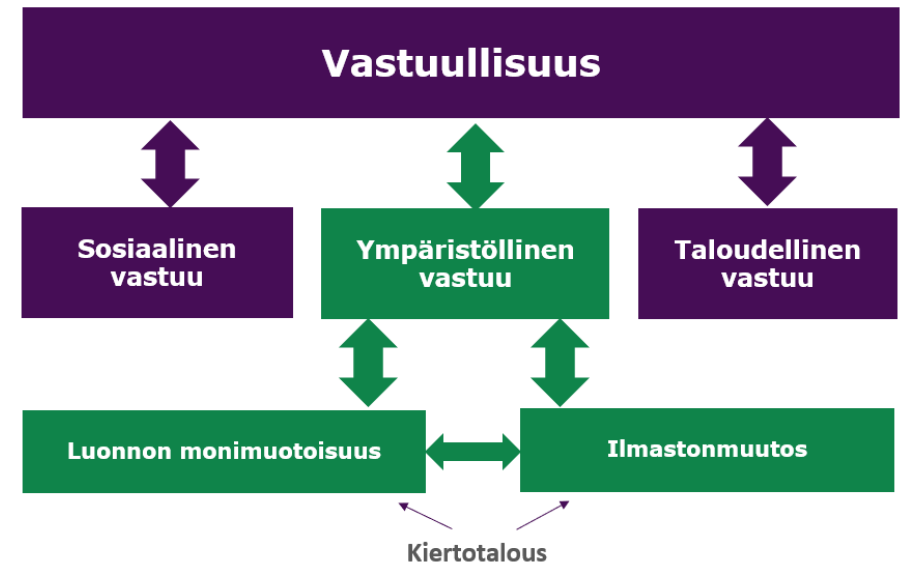 Vastuullisuus
Sosiaalinen
vastuu
Ympäristöllinen
vastuu
Taloudellinen
vastuu
Luonnon monimuotoisuus
Ilmastonmuutos
Kiertotalous